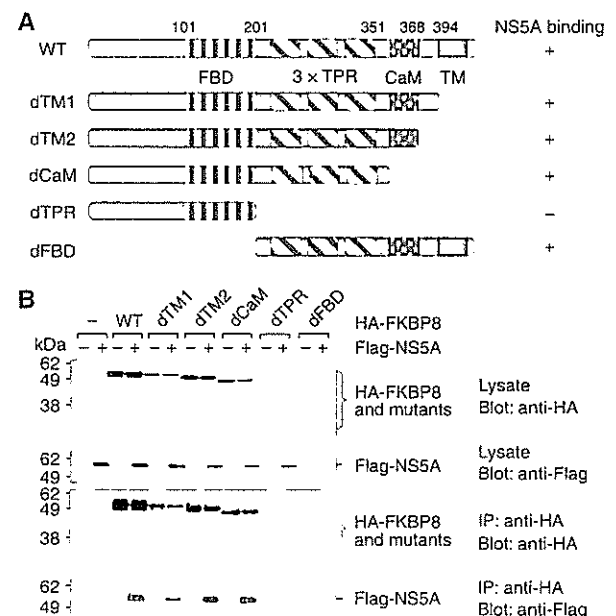 A
101 201 351 368 394 NS5A binding
WT +
FBD 3 × TPR CaM TM
dTM1 +
dTM2 +
dCaM +
dTPR −
dFBD +
B
− WT dTM1 dTM2 dCaM dTPR dFBD HA-FKBP8
kDa − + − + − + − + − + − + − + Flag-NS5A
62
49
38
HA-FKBP8 and mutants
Lysate
Blot: anti-HA
62
49
Flag-NS5A
Lysate
Blot: anti-Flag
62
49
38
HA-FKBP8 and mutants
IP: anti-HA
Blot: anti-HA
62
49
Flag-NS5A
IP: anti-HA
Blot: anti-Flag